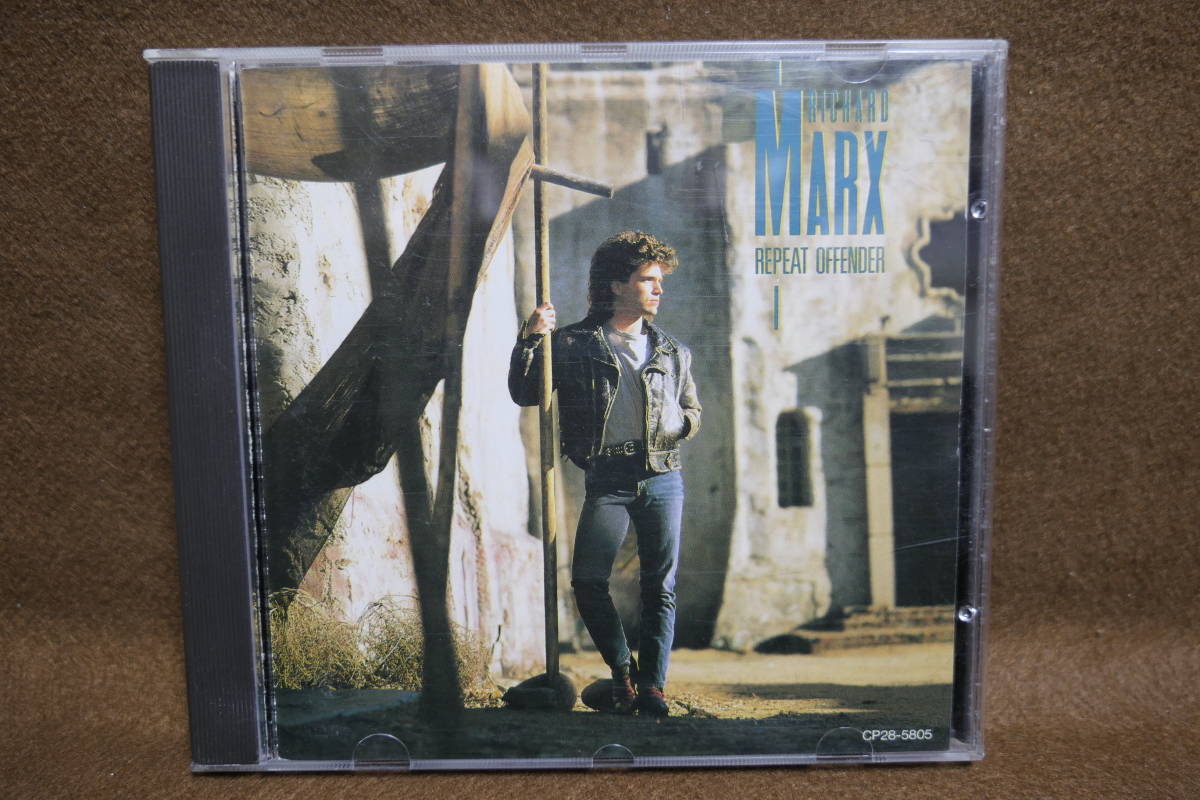 RICHARD
MARX
REPEAT OFFENDER
CP28-5805